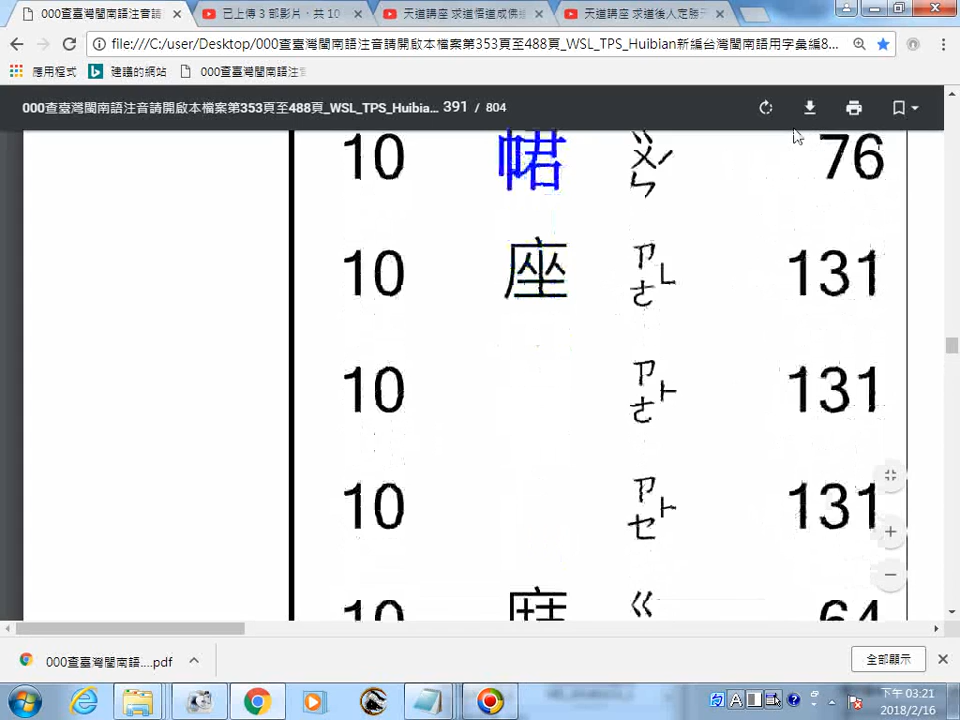 000查臺灣閩南語注音請
已上傳 3 部影片，共 10
天道講座 求道悟道成佛
天道講座 求道後人定勝
file:///C:/user/Desktop/000查臺灣閩南語注音請開啟本檔案第353頁至488頁_WSL_TPS_Huibian新編台灣閩南語用字彙編8...
應用程式
建議的網站
000查臺灣閩南語注
000查臺灣閩南語注音請開啟本檔案第353頁至488頁_WSL_TPS_Huibia... 391 / 804
10 帬 ㄍㄨㄣˊ 76
10 座 ㄗㄜ∟ 131
10 ㄗㄜ⊦ 131
10 ㄗㄝ⊦ 131
10 ㄍ 64
000查臺灣閩南語....pdf
全部顯示
下午 03:21
2018/2/16